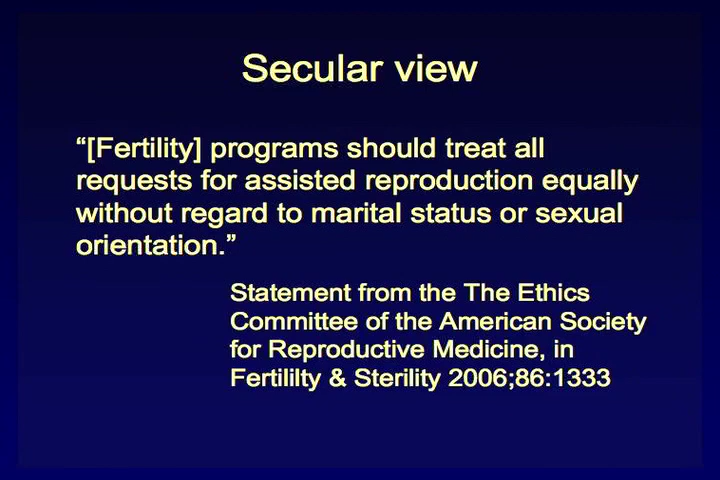 Secular view
“[Fertility] programs should treat all
requests for assisted reproduction equally
without regard to marital status or sexual
orientation.”
Statement from the The Ethics
Committee of the American Society
for Reproductive Medicine, in
Fertililty & Sterility 2006;86:1333